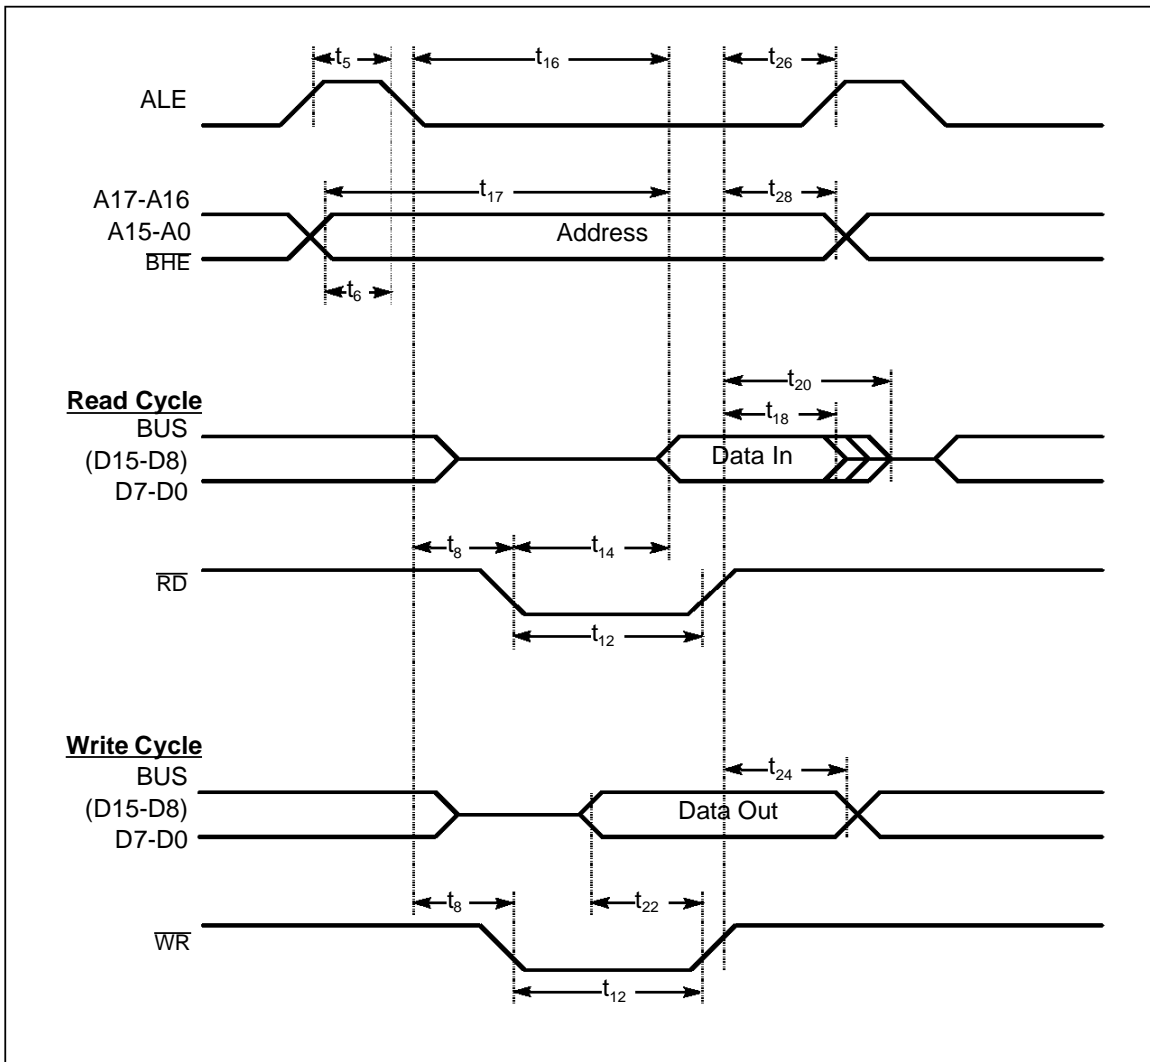 t5 t16 t26
ALE
A17-A16
A15-A0
BHE
t17 t28
Address
t6
t20
Read Cycle
t18
BUS
(D15-D8)
D7-D0
Data In
t8 t14
RD
t12
Write Cycle
BUS
(D15-D8)
D7-D0
t24
Data Out
t8 t22
WR
t12